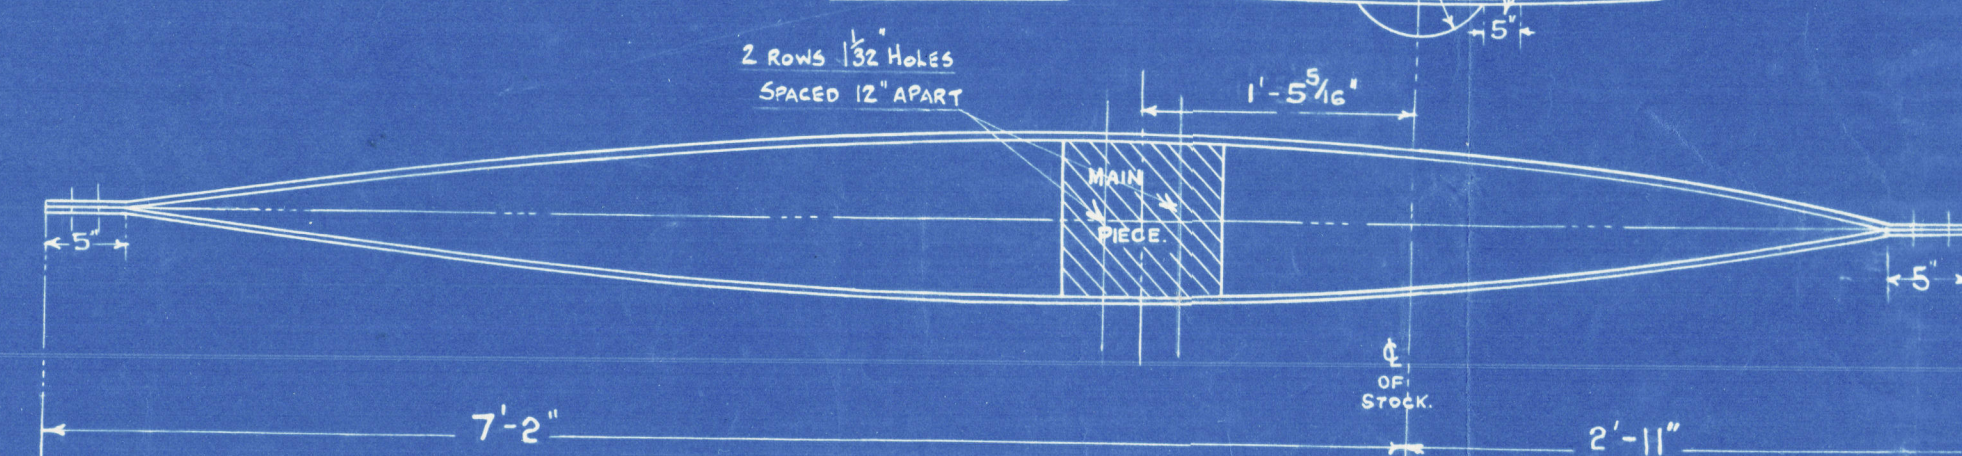 5"
2 ROWS 1 1/32" HOLES
SPACED 12" APART
1'-5 5/16"
MAIN
PIECE.
5"
5"
℄
OF
STOCK.
7'-2"
2'-11"